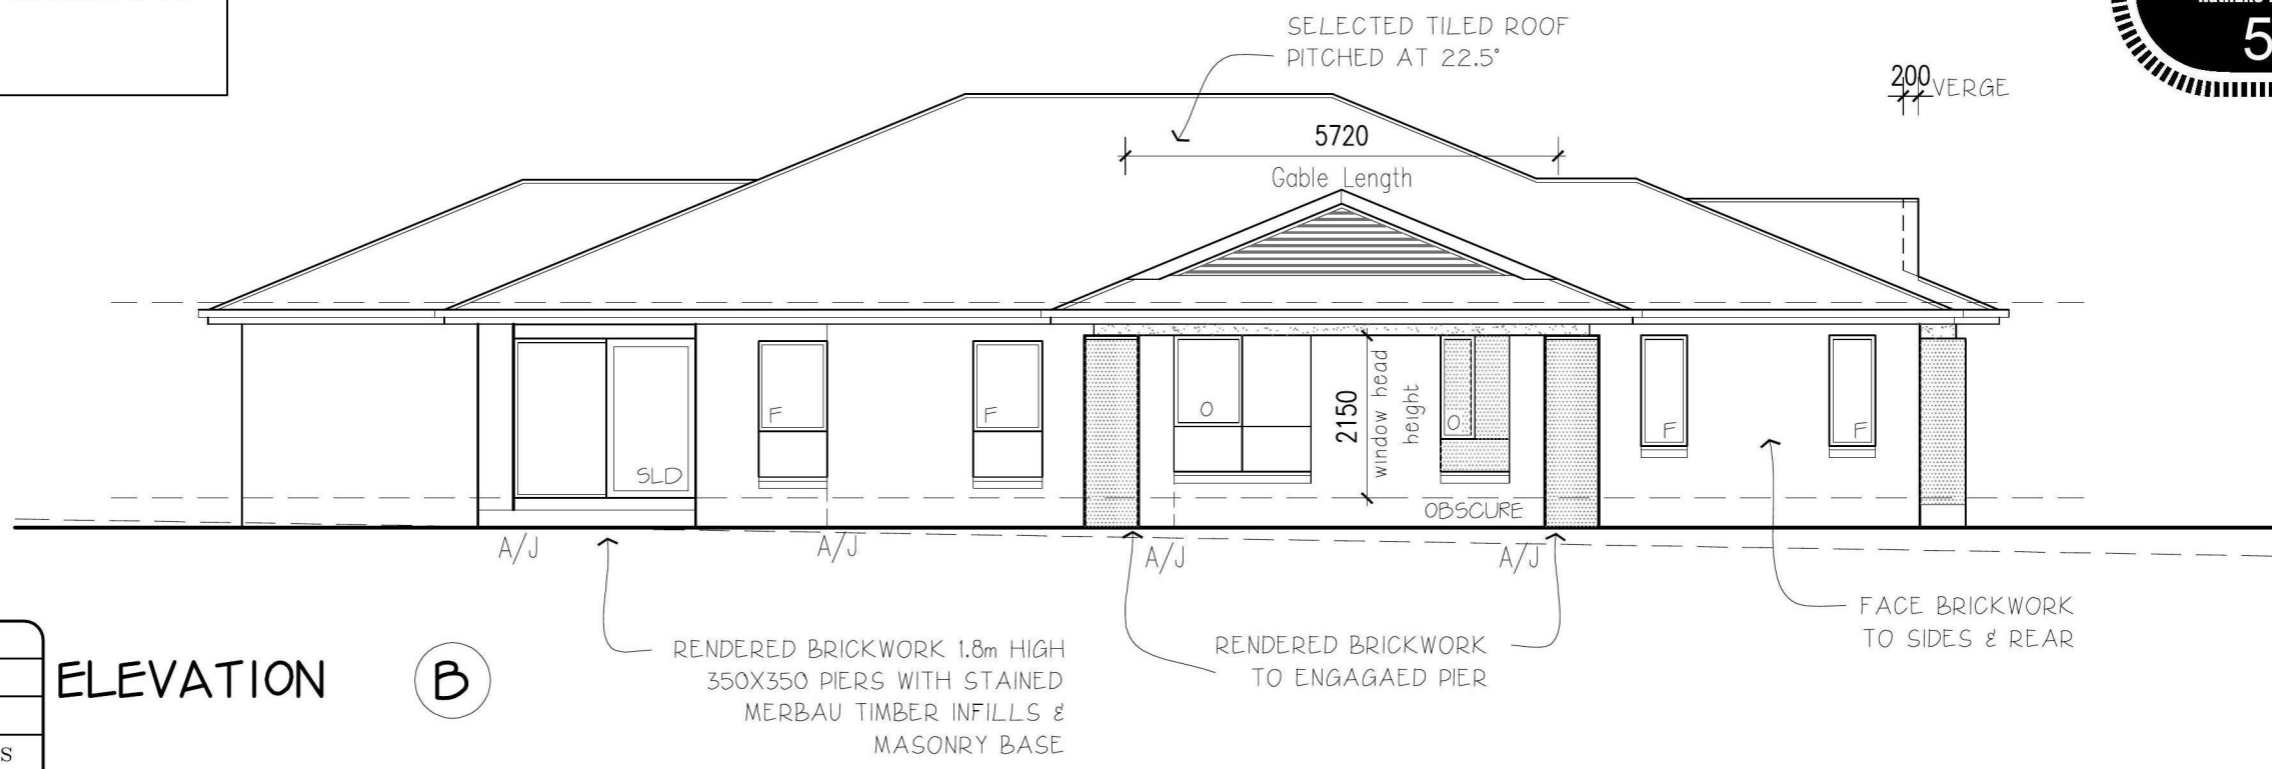 SELECTED TILED ROOF
PITCHED AT 22.5°
5
200 VERGE
5720
Gable Length
F
F
O
2150
window head
height
O
F
F
SLD
OBSCURE
A/J
A/J
A/J
A/J
ELEVATION
B
RENDERED BRICKWORK 1.8m HIGH
350X350 PIERS WITH STAINED
MERBAU TIMBER INFILLS &
MASONRY BASE
RENDERED BRICKWORK
TO ENGAGAED PIER
FACE BRICKWORK
TO SIDES & REAR
S